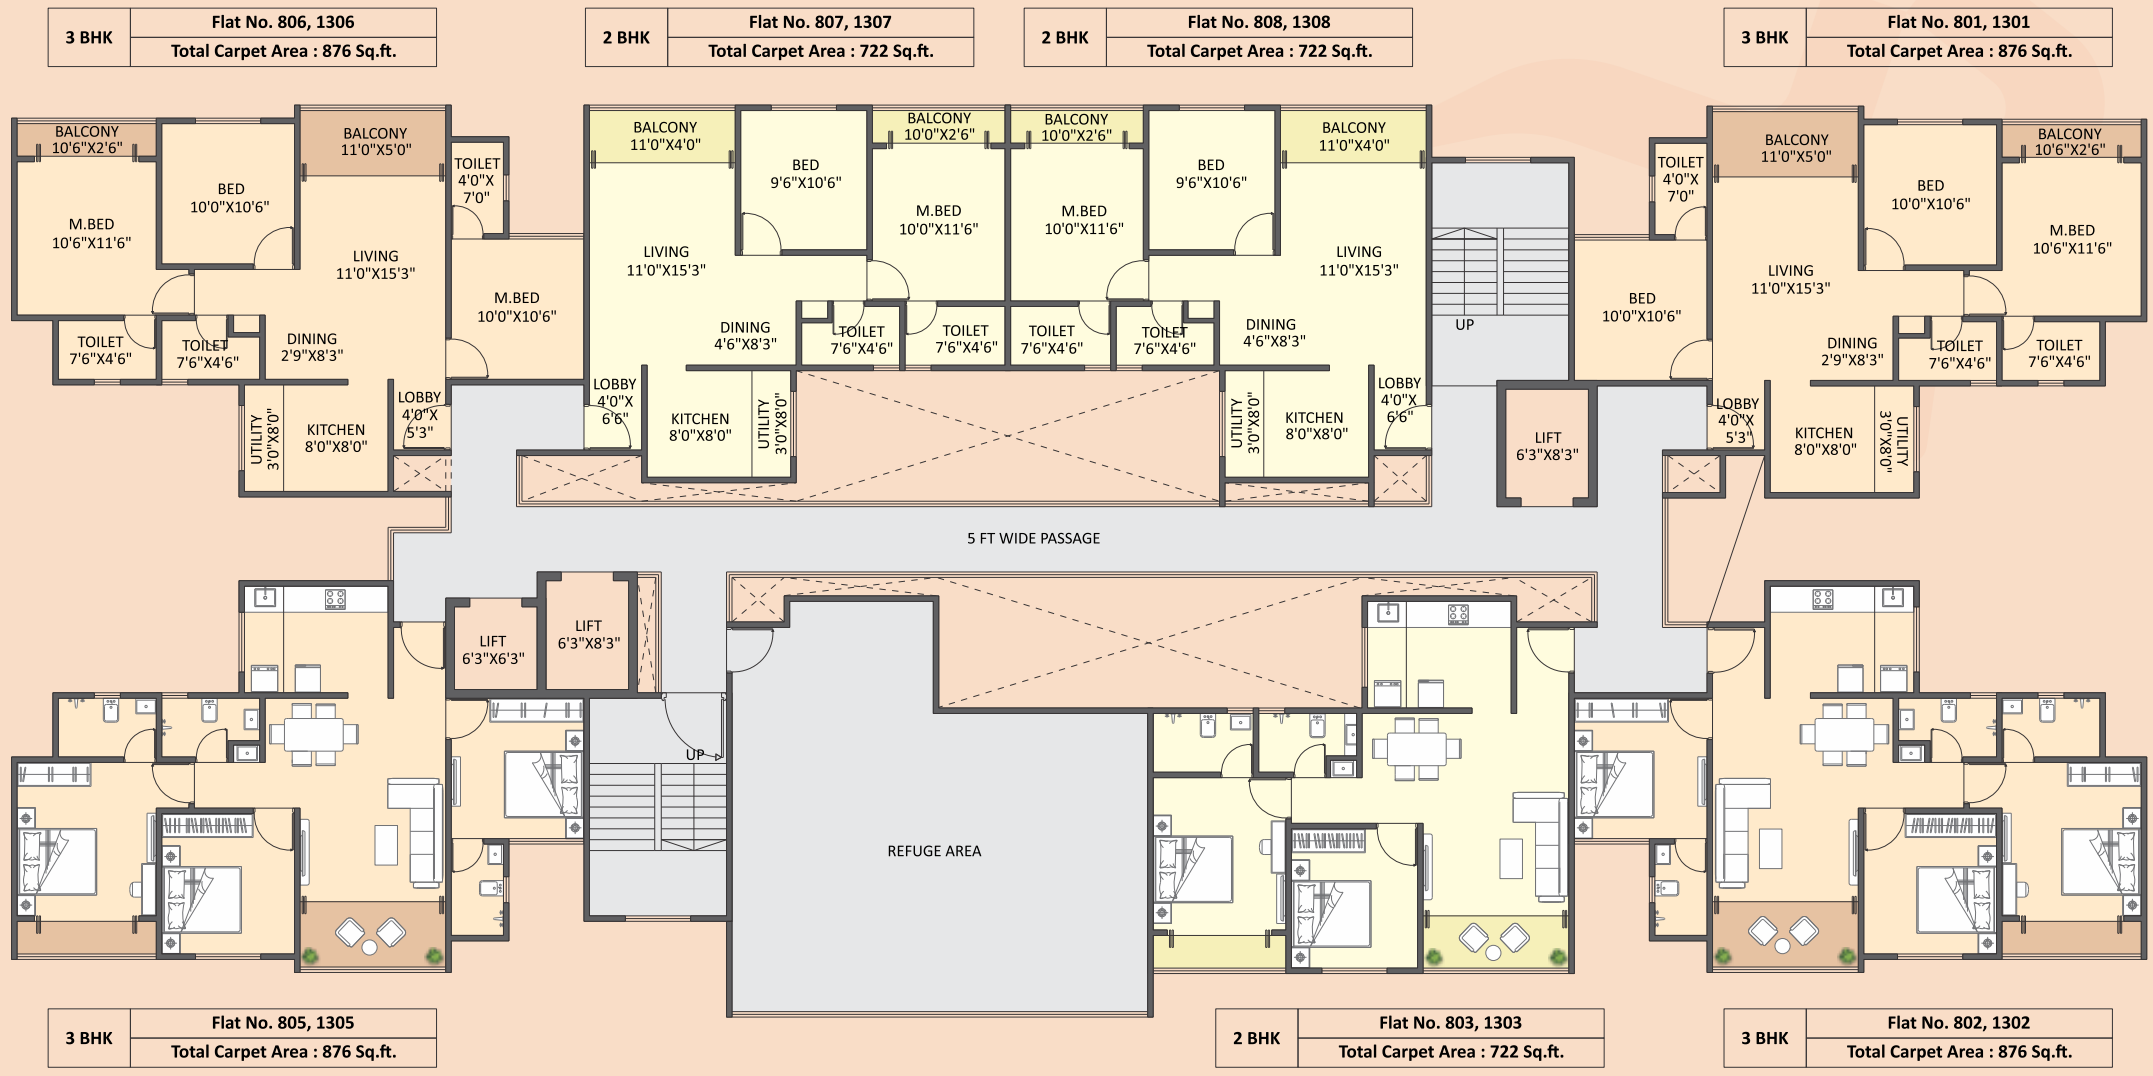 3 BHK
Flat No. 806, 1306
Total Carpet Area : 876 Sq.ft.
2 BHK
Flat No. 807, 1307
Total Carpet Area : 722 Sq.ft.
2 BHK
Flat No. 808, 1308
Total Carpet Area : 722 Sq.ft.
3 BHK
Flat No. 801, 1301
Total Carpet Area : 876 Sq.ft.
BALCONY
10'6"X2'6"
BED
10'0"X10'6"
BALCONY
11'0"X5'0"
TOILET
4'0"X
7'0"
M.BED
10'6"X11'6"
LIVING
11'0"X15'3"
M.BED
10'0"X10'6"
TOILET
7'6"X4'6"
TOILET
7'6"X4'6"
DINING
2'9"X8'3"
UTILITY
3'0"X8'0"
KITCHEN
8'0"X8'0"
LOBBY
4'0"X
5'3"
BALCONY
11'0"X4'0"
BED
9'6"X10'6"
BALCONY
10'0"X2'6"
LIVING
11'0"X15'3"
M.BED
10'0"X11'6"
DINING
4'6"X8'3"
TOILET
7'6"X4'6"
TOILET
7'6"X4'6"
LOBBY
4'0"X
6'6"
KITCHEN
8'0"X8'0"
UTILITY
3'0"X8'0"
BALCONY
10'0"X2'6"
BED
9'6"X10'6"
BALCONY
11'0"X4'0"
M.BED
10'0"X11'6"
LIVING
11'0"X15'3"
TOILET
7'6"X4'6"
TOILET
7'6"X4'6"
DINING
4'6"X8'3"
UTILITY
3'0"X8'0"
KITCHEN
8'0"X8'0"
LOBBY
4'0"X
6'6"
UP
LIFT
6'3"X8'3"
TOILET
4'0"X
7'0"
BALCONY
11'0"X5'0"
BED
10'0"X10'6"
BALCONY
10'6"X2'6"
BED
10'0"X10'6"
LIVING
11'0"X15'3"
M.BED
10'6"X11'6"
DINING
2'9"X8'3"
TOILET
7'6"X4'6"
TOILET
7'6"X4'6"
LOBBY
4'0"X
5'3"
KITCHEN
8'0"X8'0"
UTILITY
3'0"X8'0"
5 FT WIDE PASSAGE
LIFT
6'3"X6'3"
LIFT
6'3"X8'3"
UP
REFUGE AREA
3 BHK
Flat No. 805, 1305
Total Carpet Area : 876 Sq.ft.
2 BHK
Flat No. 803, 1303
Total Carpet Area : 722 Sq.ft.
3 BHK
Flat No. 802, 1302
Total Carpet Area : 876 Sq.ft.